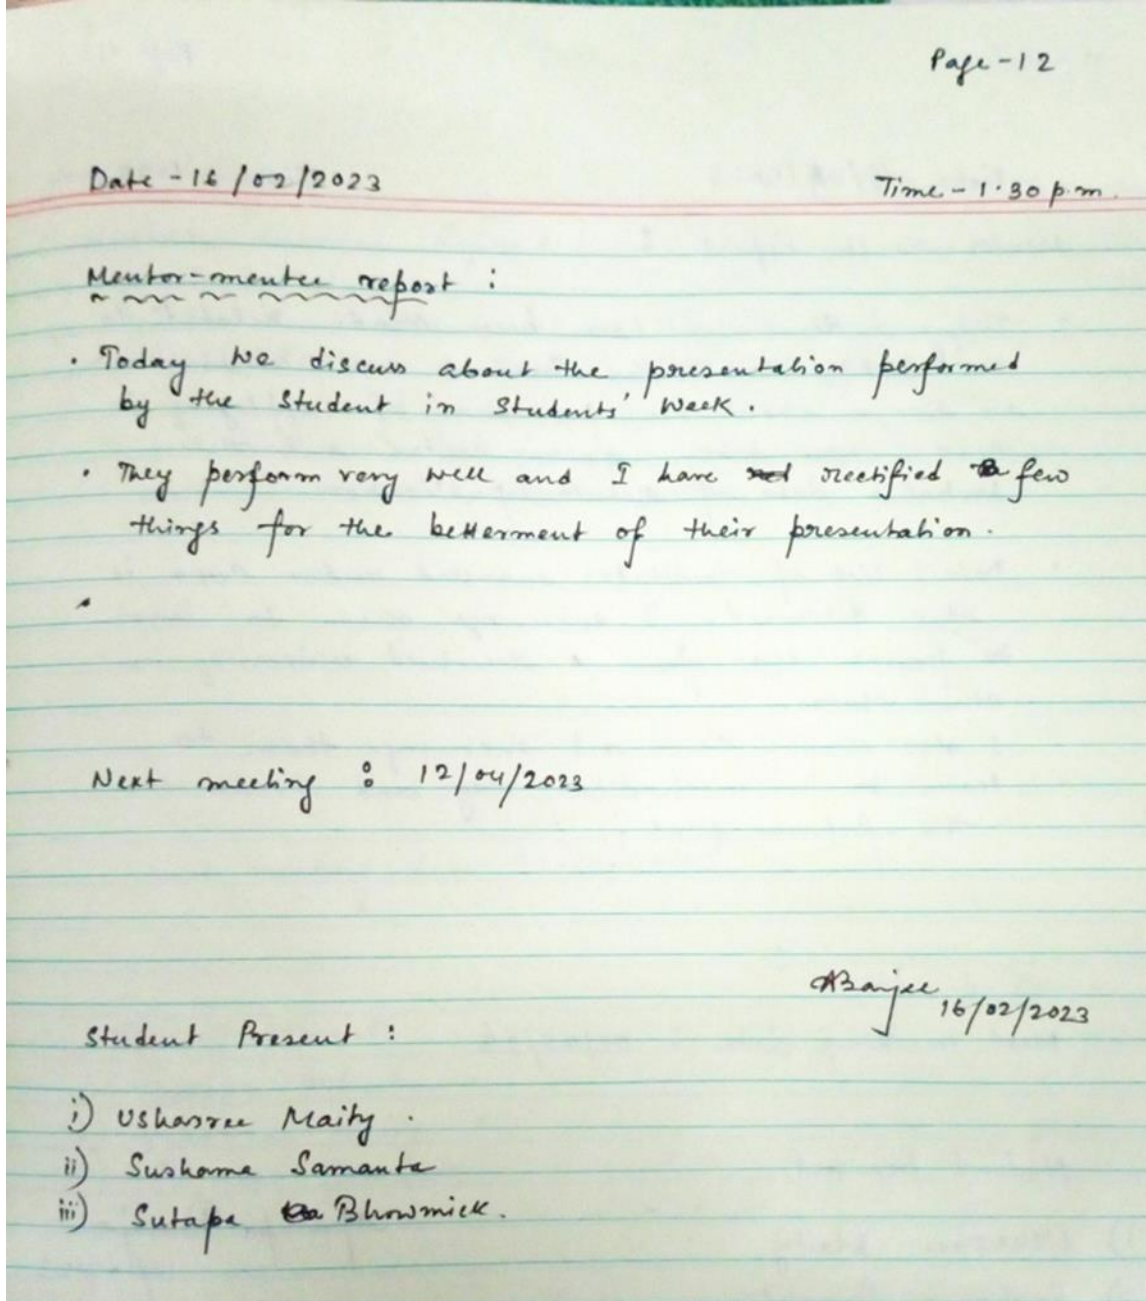 Page-12
Date - 16/02/2023 Time - 1.30 p.m.
Mentor-mentee report :
• Today we discuss about the presentation performed
by the Student in Students' Week.
• They perform very well and I have rectified few
things for the betterment of their presentation.
•
Next meeting : 12/04/2023
16/02/2023
Student Present :
i) Ushasree Maity.
ii) Sushama Samanta
iii) Sutapa Bhowmick.